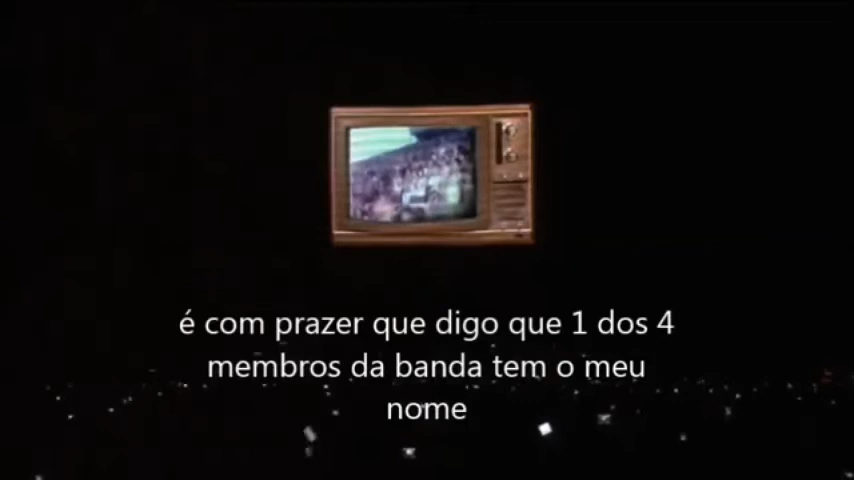 é com prazer que digo que 1 dos 4
membros da banda tem o meu
nome